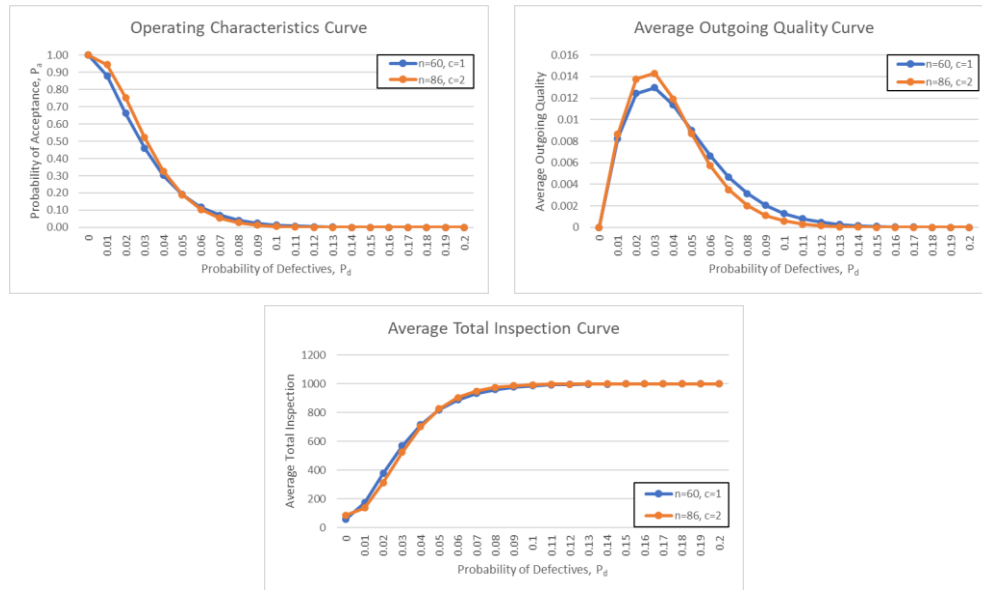 Operating Characteristics Curve
Probability of Acceptance, Pa
1.00
0.90
0.80
0.70
0.60
0.50
0.40
0.30
0.20
0.10
0.00
n=60, c=1
n=86, c=2
0 0.01 0.02 0.03 0.04 0.05 0.06 0.07 0.08 0.09 0.1 0.11 0.12 0.13 0.14 0.15 0.16 0.17 0.18 0.19 0.2
Probability of Defectives, Pd
Average Outgoing Quality Curve
Average Outgoing Quality
0.016
0.014
0.012
0.01
0.008
0.006
0.004
0.002
0
n=60, c=1
n=86, c=2
0 0.01 0.02 0.03 0.04 0.05 0.06 0.07 0.08 0.09 0.1 0.11 0.12 0.13 0.14 0.15 0.16 0.17 0.18 0.19 0.2
Probability of Defectives, Pd
Average Total Inspection Curve
Average Total Inspection
1200
1000
800
600
400
200
0
n=60, c=1
n=86, c=2
0 0.01 0.02 0.03 0.04 0.05 0.06 0.07 0.08 0.09 0.1 0.11 0.12 0.13 0.14 0.15 0.16 0.17 0.18 0.19 0.2
Probability of Defectives, Pd